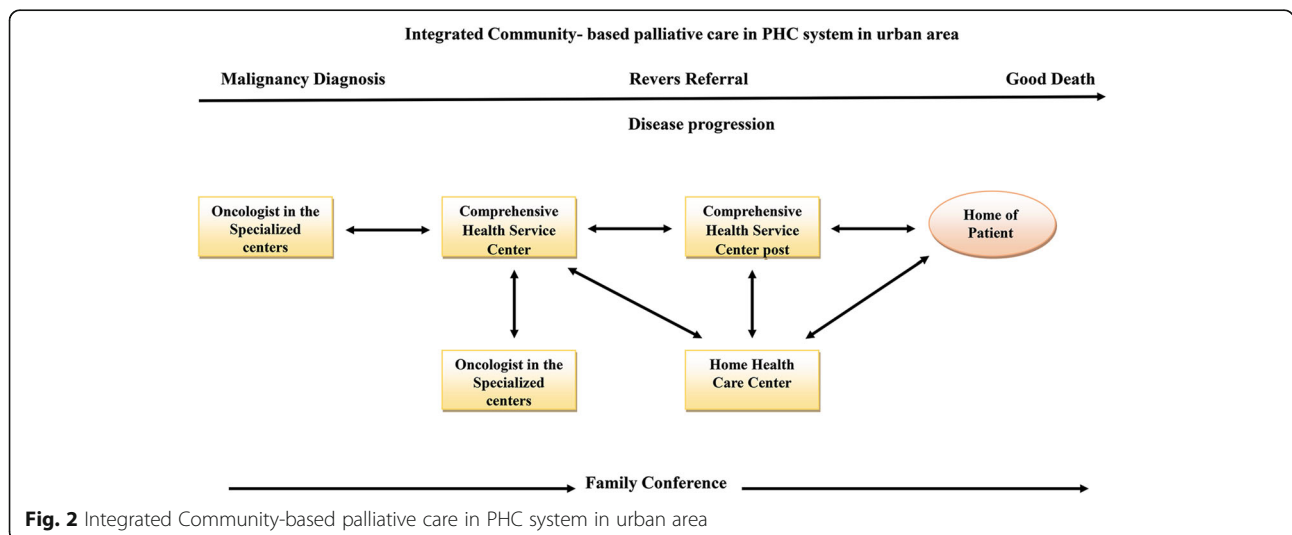 Integrated Community- based palliative care in PHC system in urban area
Malignancy Diagnosis
Revers Referral
Good Death
Disease progression
Oncologist in the
Specialized
centers
Comprehensive
Health Service
Center
Comprehensive
Health Service
Center post
Home of
Patient
Oncologist in the
Specialized
centers
Home Health
Care Center
Family Conference
Fig. 2 Integrated Community-based palliative care in PHC system in urban area